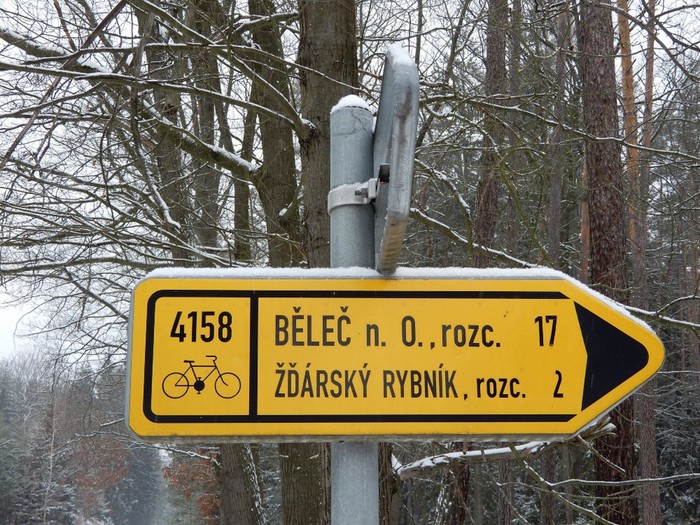 4158
BĚLEČ n. O., rozc. 17
ŽĎÁRSKÝ RYBNÍK, rozc. 2